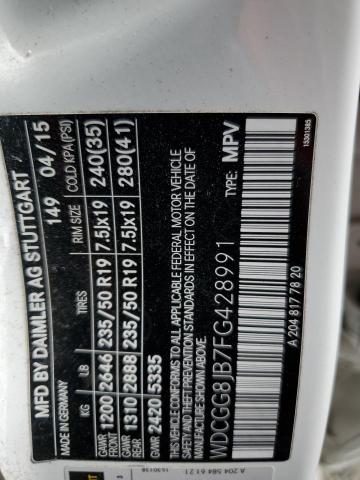 MFD BY DAIMLER AG STUTTGART
MADE IN GERMANY 149 04/15
KG LB TIRES RIM SIZE COLD KPA(PSI)
GAWR FRONT 1200 2646 235/50 R19 7.5Jx19 240(35)
GAWR REAR 1310 2888 235/50 R19 7.5Jx19 280(41)
GVWR 2420 5335
THIS VEHICLE CONFORMS TO ALL APPLICABLE FEDERAL MOTOR VEHICLE
SAFETY AND THEFT PREVENTION STANDARDS IN EFFECT
ON THE DATE OF MANUFACTURE SHOWN ABOVE
WDCGG8JB7FG428991 TYPE: MPV
A 204 817 78 20
15301385
A 204 584 61 21